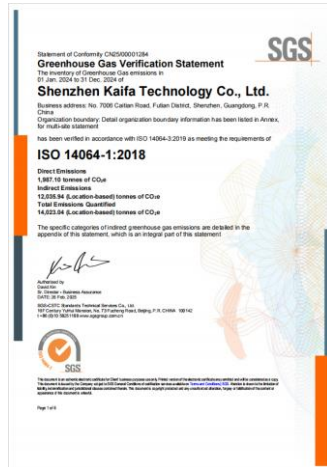 SGS
Statement of Conformity CN25/00001284
Greenhouse Gas Verification Statement
The inventory of Greenhouse Gas emissions in
01 Jan. 2024 to 31 Dec. 2024 of
Shenzhen Kaifa Technology Co., Ltd.
Business address: No. 7006 Caitian Road, Futian District, Shenzhen, Guangdong, P.R.
China
Organization boundary: Detail organization boundary information has been listed in Annex,
for multi-site statement
has been verified in accordance with ISO 14064-3:2019 as meeting the requirements of
ISO 14064-1:2018
Direct Emissions
1,987.10 tonnes of CO₂e
Indirect Emissions
12,035.94 (Location-based) tonnes of CO₂e
Total Emissions Quantified
14,023.04 (Location-based) tonnes of CO₂e
The specific categories of indirect greenhouse gas emissions are detailed in the
appendix of this statement, which is an integral part of this statement
Authorised by
David Xin
Sr. Director - Business Assurance
DATE: 26 Feb. 2025
SGS-CSTC Standards Technical Services Co., Ltd.
SGS
Page 1 of 6